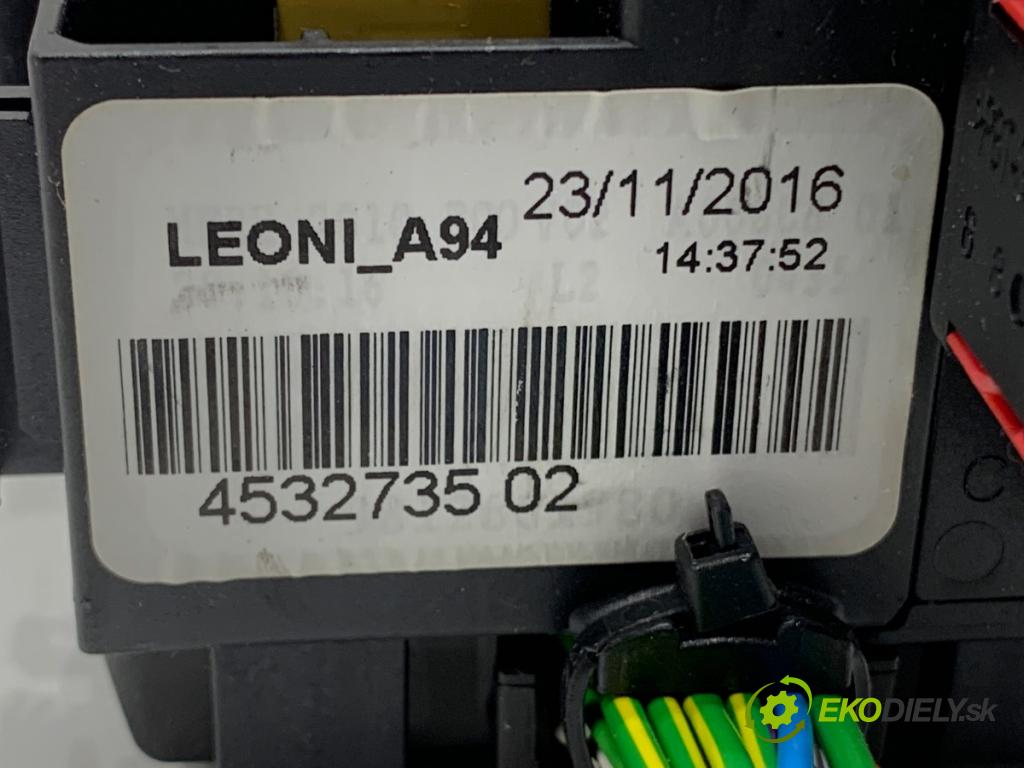 LEONI_A94 23/11/2016
14:37:52
4532735 02
EKODIELY.sk